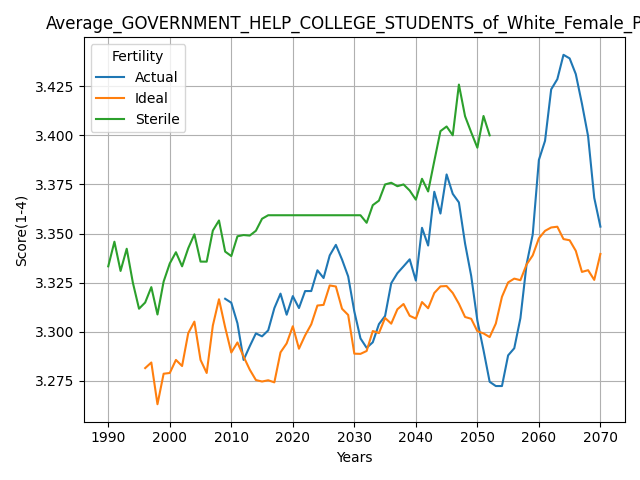 Average_GOVERNMENT_HELP_COLLEGE_STUDENTS_of_White_Female_P
Fertility
Actual
Ideal
Sterile
Score(1-4)
3.425
3.400
3.375
3.350
3.325
3.300
3.275
1990 2000 2010 2020 2030 2040 2050 2060 2070
Years